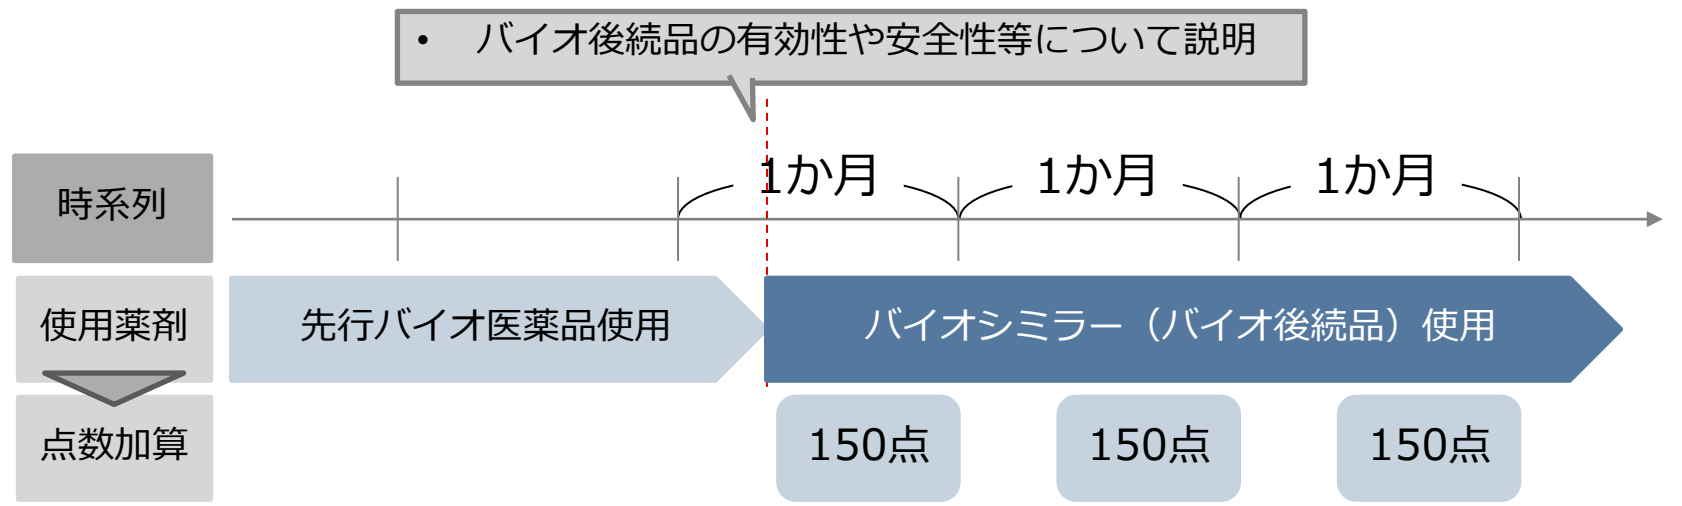 • バイオ後続品の有効性や安全性等について説明
時系列
1か月 1か月 1か月
使用薬剤
先行バイオ医薬品使用
バイオシミラー（バイオ後続品）使用
点数加算
150点 150点 150点